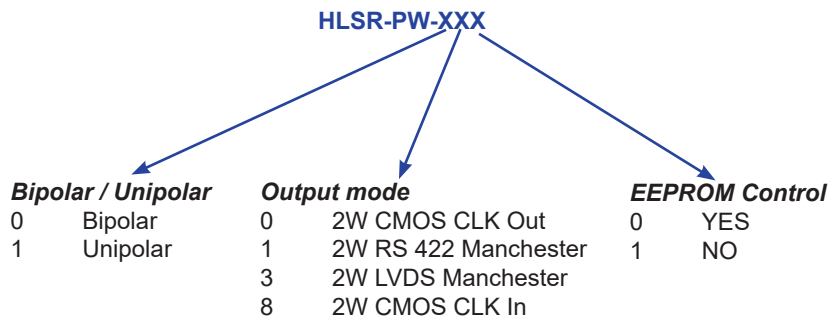 HLSR-PW-XXX
Bipolar / Unipolar
0 Bipolar
1 Unipolar
Output mode
0 2W CMOS CLK Out
1 2W RS 422 Manchester
3 2W LVDS Manchester
8 2W CMOS CLK In
EEPROM Control
0 YES
1 NO